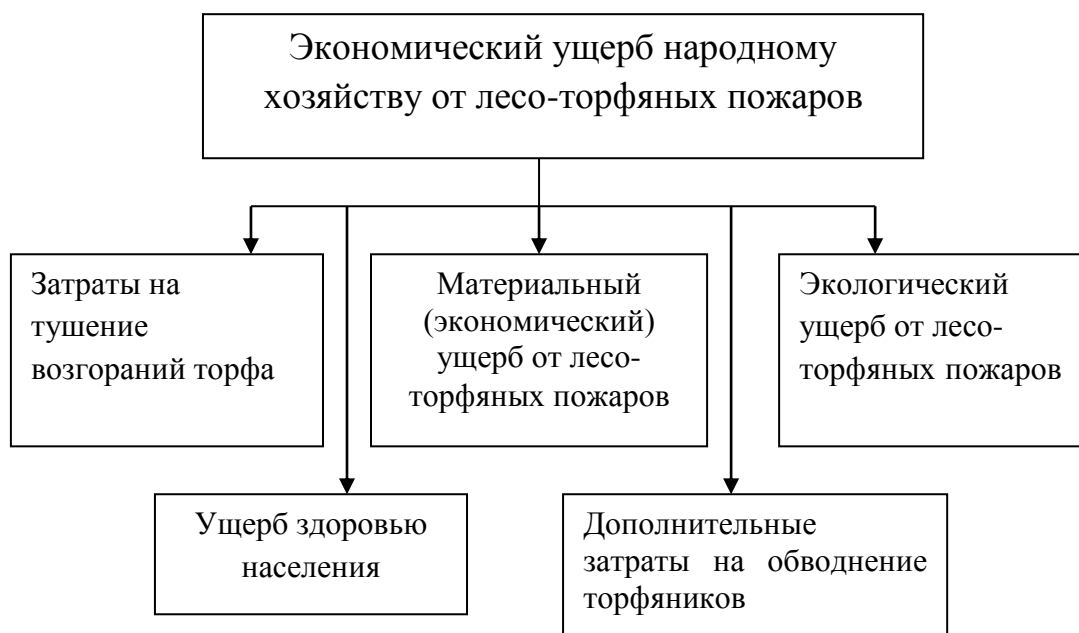 Экономический ущерб народному
хозяйству от лесо-торфяных пожаров
Затраты на
тушение
возгораний торфа
Материальный
(экономический)
ущерб от лесо-
торфяных пожаров
Экологический
ущерб от лесо-
торфяных пожаров
Ущерб здоровью
населения
Дополнительные
затраты на обводнение
торфяников